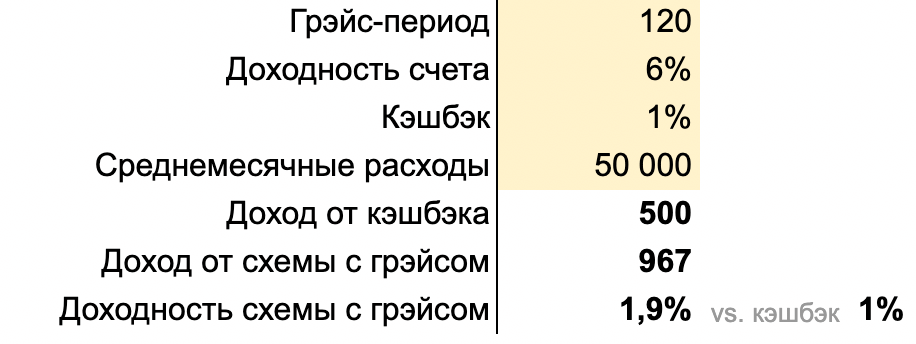 Грэйс-период 120
Доходность счета 6%
Кэшбэк 1%
Среднемесячные расходы 50 000
Доход от кэшбэка 500
Доход от схемы с грэйсом 967
Доходность схемы с грэйсом 1,9% vs. кэшбэк 1%